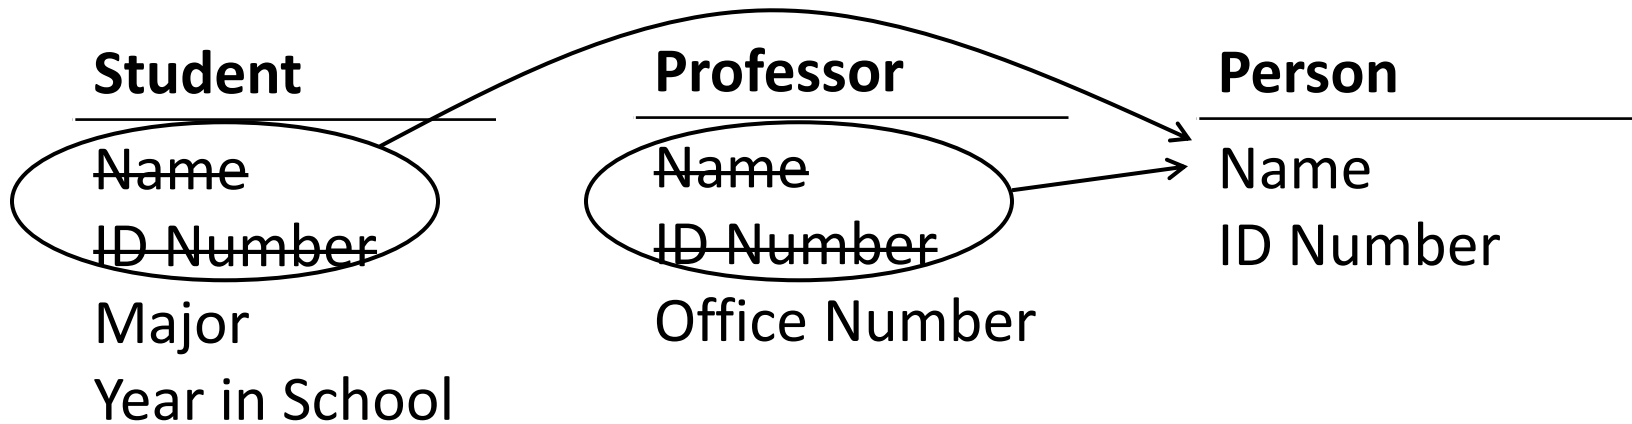 Student
Name
ID Number
Major
Year in School
Professor
Name
ID Number
Office Number
Person
Name
ID Number